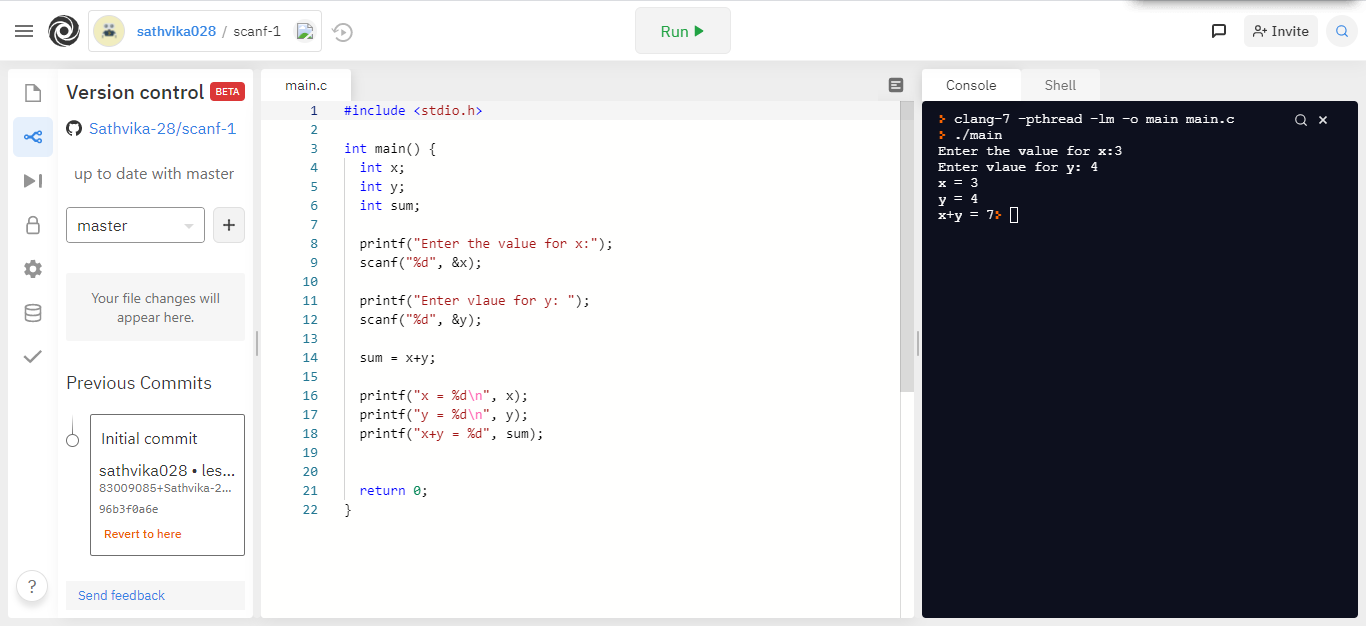 sathvika028 / scanf-1
Run
Invite
Version control BETA
Sathvika-28/scanf-1
up to date with master
master
+
Your file changes will
appear here.
Previous Commits
Initial commit
sathvika028 • les...
83009085+Sathvika-2...
96b3f0a6e
Revert to here
Send feedback
?
main.c
1 #include <stdio.h>
2
3 int main() {
4 int x;
5 int y;
6 int sum;
7
8 printf("Enter the value for x:");
9 scanf("%d", &x);
10
11 printf("Enter vlaue for y: ");
12 scanf("%d", &y);
13
14 sum = x+y;
15
16 printf("x = %d\n", x);
17 printf("y = %d\n", y);
18 printf("x+y = %d", sum);
19
20
21 return 0;
22 }
Console Shell
clang-7 -pthread -lm -o main main.c
./main
Enter the value for x:3
Enter vlaue for y: 4
x = 3
y = 4
x+y = 7